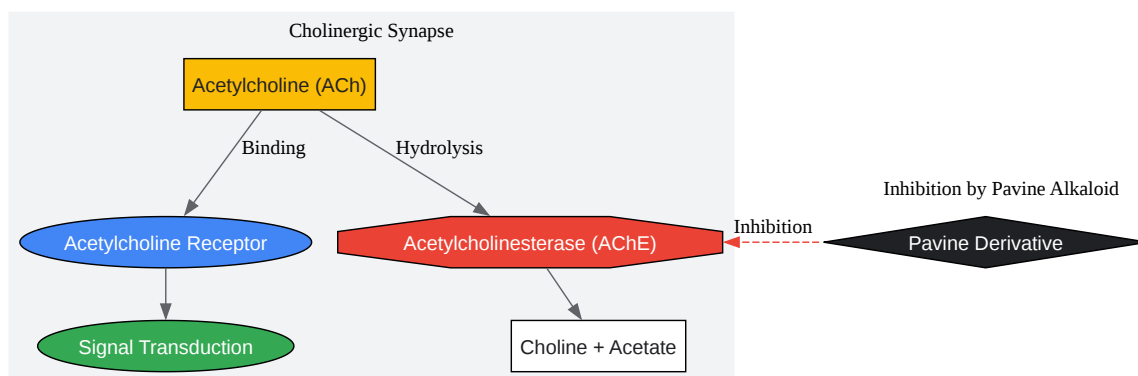 Cholinergic Synapse
Acetylcholine (ACh)
Binding
Hydrolysis
Inhibition by Pavine Alkaloid
Acetylcholine Receptor
Acetylcholinesterase (AChE)
Inhibition
Pavine Derivative
Signal Transduction
Choline + Acetate